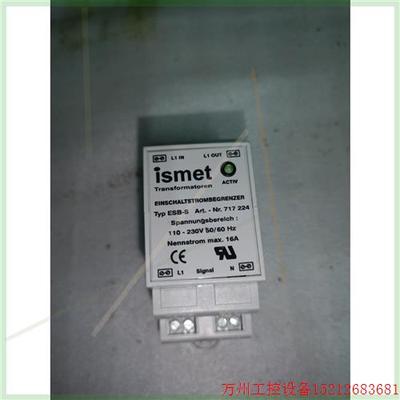 L1 IN L1 OUT
ismet
Transformatoren ACTIV
EINSCHALTSTROMBEGRENZER
Typ ESB-S Art. - Nr. 717 224
Spannungsbereich :
110 - 230V 50/60 Hz
Nennstrom max. 16A
CE RU
L1 Signal N
万州工控设备15212683681